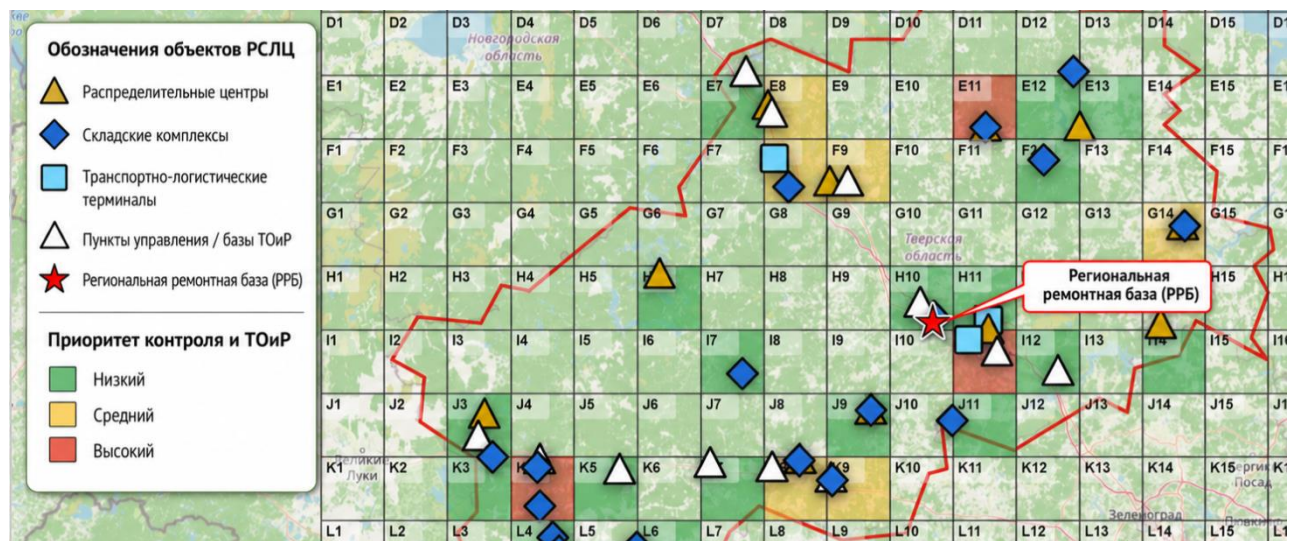 Обозначения объектов РСЛЦ
Распределительные центры
Складские комплексы
Транспортно-логистические
терминалы
Пункты управления / базы ТОиР
Региональная ремонтная база (РРБ)
Приоритет контроля и ТОиР
Низкий
Средний
Высокий
D1 D2 D3 D4 D5 D6 D7 D8 D9 D10 D11 D12 D13 D14 D15
Новгородская
область
E1 E2 E3 E4 E5 E6 E7 E8 E9 E10 E11 E12 E13 E14 E15
F1 F2 F3 F4 F5 F6 F7 F9 F10 F11 F13 F14
G1 G2 G3 G4 G5 G6 G7 G8 G9 G10 G11 G12 G13 G14 G15
Тверская
область
H1 H2 H3 H4 H5 H7 H8 H9 H10 H11 H15
Региональная
ремонтная база (РРБ)
I1 I2 I3 I4 I5 I6 I7 I8 I9 I10 I12 I13 I15
J1 J2 J3 J4 J5 J6 J7 J8 J9 J10 J11 J12 J13 J14 J15
Великие
Луки
K1 K2 K3 K5 K6 K7 K10 K11 K12 K13 K14 K15
Посад
Зеленоград
L1 L2 L3 L4 L5 L6 L7 L8 L9 L10 L11 L12 L13 L14 L15